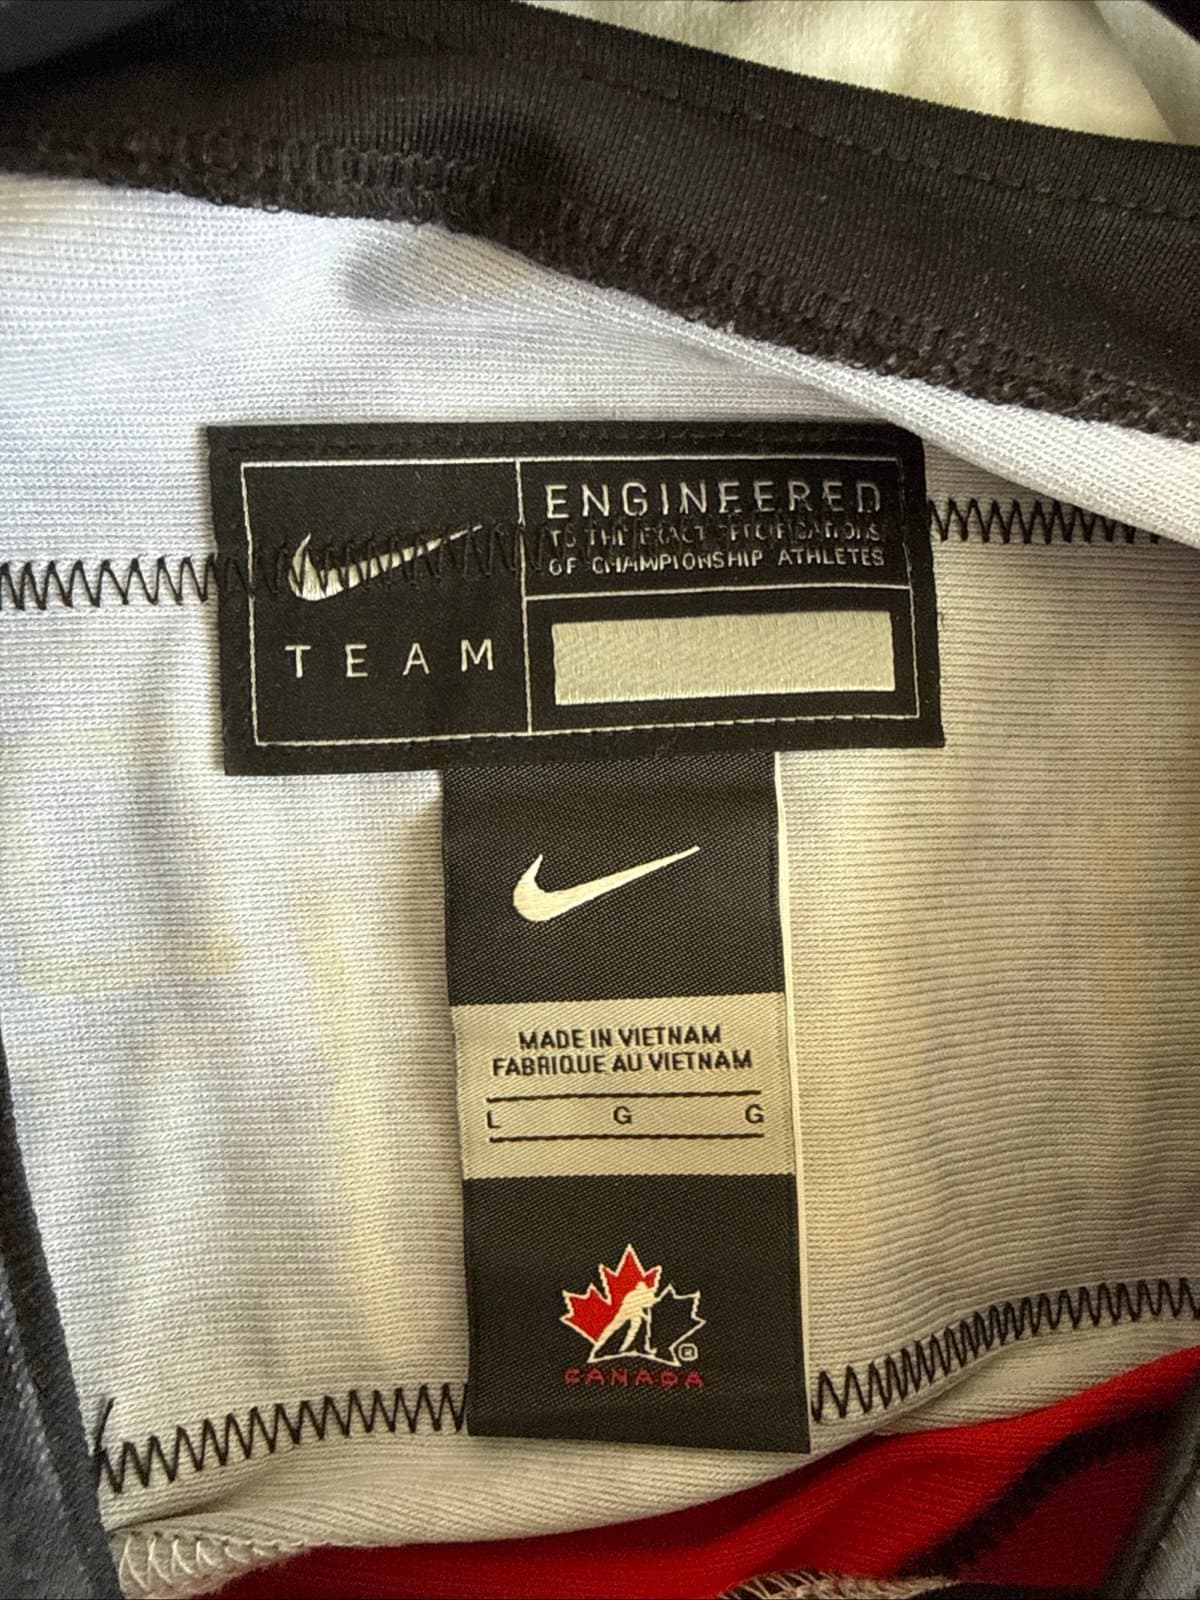 ENGINEERED
TO THE EXACT SPECIFICATIONS
OF CHAMPIONSHIP ATHLETES
TEAM
MADE IN VIETNAM
FABRIQUE AU VIETNAM
L G G
®
CANADA